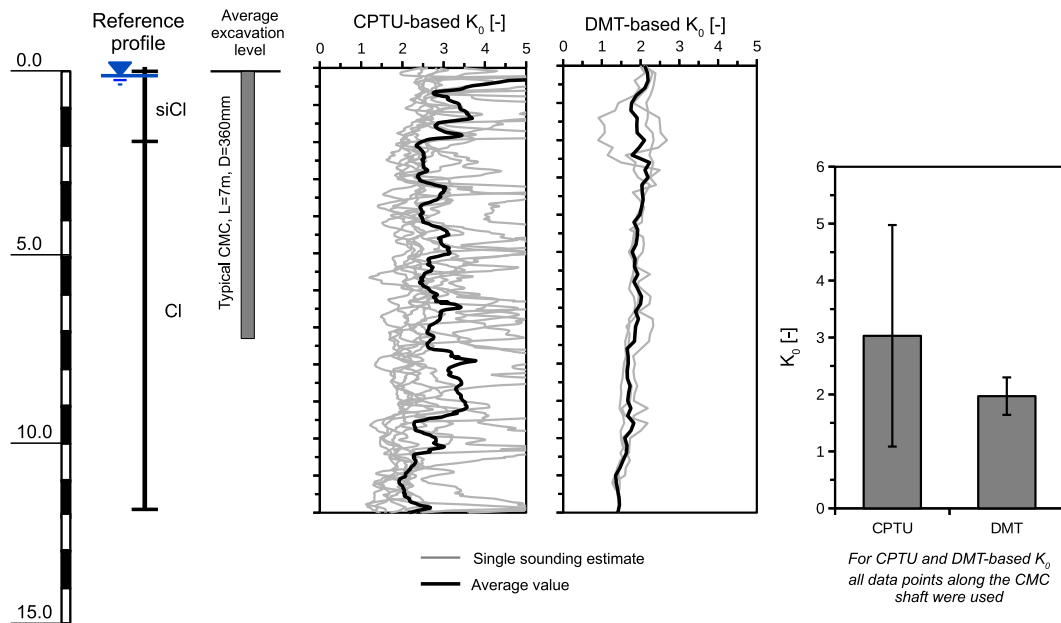 Reference
profile
Average
excavation
level
CPTU-based K0 [-]
0 1 2 3 4 5
DMT-based K0 [-]
0 1 2 3 4 5
0.0
5.0
10.0
15.0
siCl
Cl
Typical CMC, L=7m, D=360mm
Single sounding estimate
Average value
K0 [-]
6
5
4
3
2
1
0
CPTU
DMT
For CPTU and DMT-based K0
all data points along the CMC
shaft were used